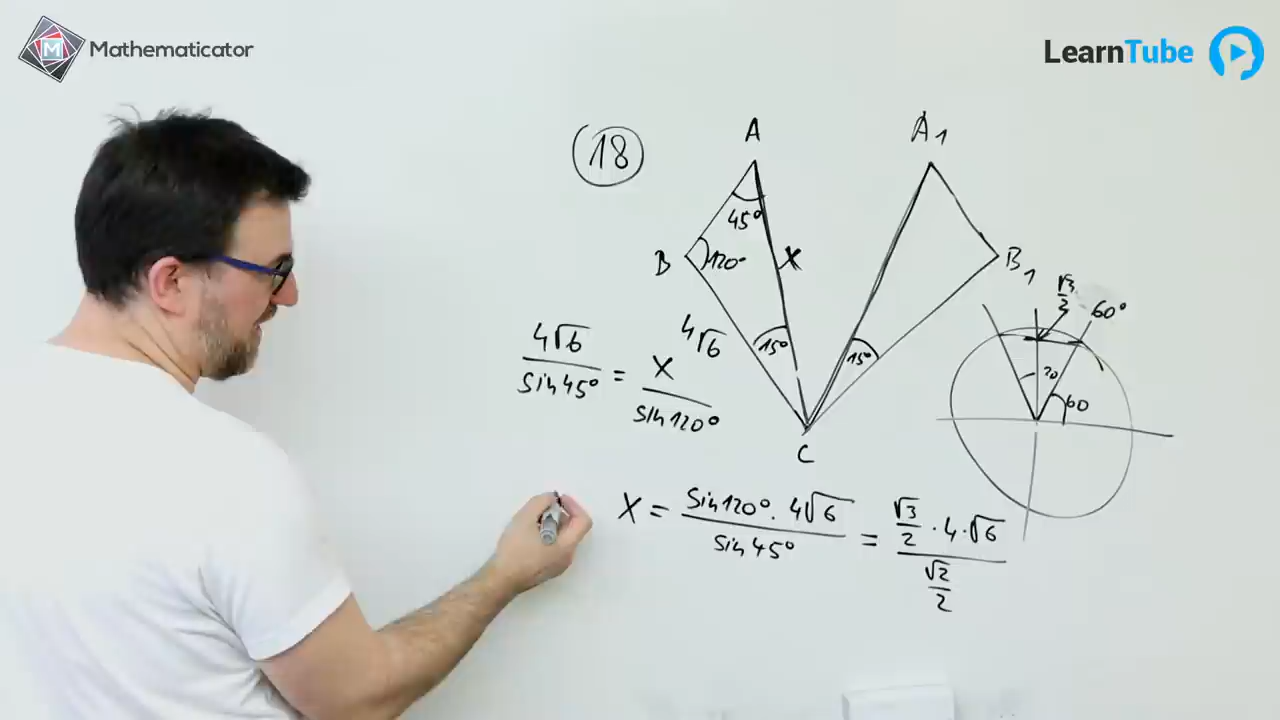 Mathematicator
LearnTube
18
A
A1
45°
B
120°
x
B1
√3/2
60°
4√6
15°
15°
30
60
4√6/sin45° = x/sin120°
C
x = sin120° · 4√6 / sin45° = √3/2 · 4 · √6 / √2/2